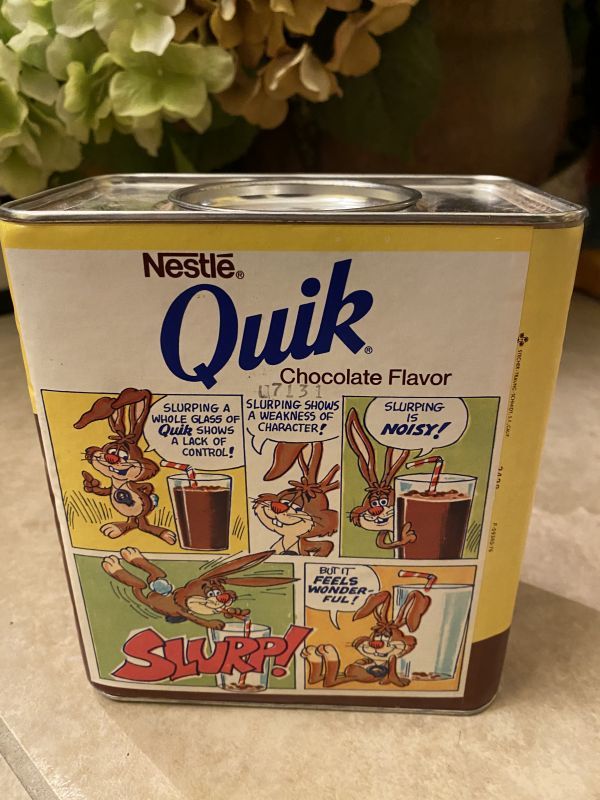 Nestlé®
Quik®
Chocolate Flavor
U7131
SLURPING A
WHOLE GLASS OF
Quik SHOWS
A LACK OF
CONTROL!
SLURPING SHOWS
A WEAKNESS OF
CHARACTER!
SLURPING
IS
NOISY!
SLURP!
BUT IT
FEELS
WONDER-
FUL!